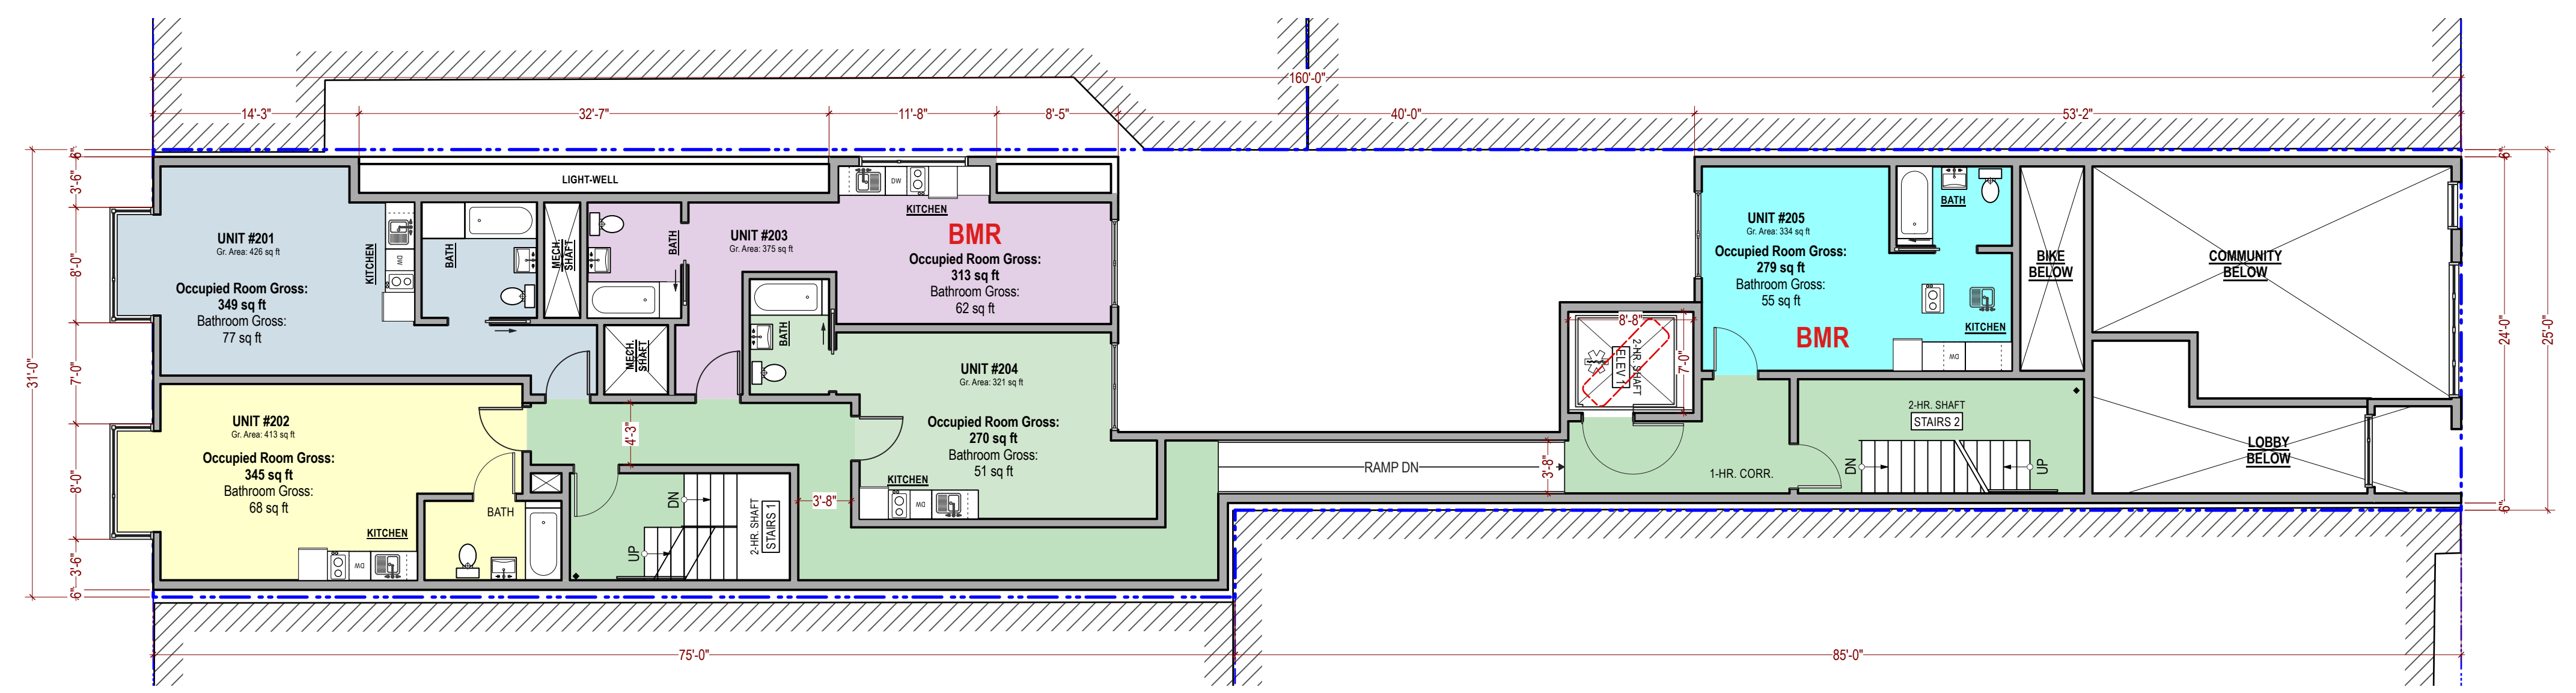 160'-0"
14'-3"
32'-7"
11'-8"
8'-5"
40'-0"
53'-2"
6"
3'-6"
8'-0"
7'-0"
8'-0"
3'-6"
6"
31'-0"
LIGHT-WELL
UNIT #201
Gr. Area: 426 sq ft
Occupied Room Gross:
349 sq ft
Bathroom Gross:
77 sq ft
KITCHEN
DW
BATH
MECH.
SHAFT
BATH
UNIT #203
Gr. Area: 375 sq ft
KITCHEN
DW
BMR
Occupied Room Gross:
313 sq ft
Bathroom Gross:
62 sq ft
MECH.
SHAFT
BATH
UNIT #204
Gr. Area: 321 sq ft
Occupied Room Gross:
270 sq ft
Bathroom Gross:
51 sq ft
KITCHEN
DW
UNIT #202
Gr. Area: 413 sq ft
Occupied Room Gross:
345 sq ft
Bathroom Gross:
68 sq ft
KITCHEN
DW
BATH
4'-3"
DN
UP
2-HR. SHAFT
STAIRS 1
3'-8"
RAMP DN
3'-8"
8'-8"
7'-0"
2-HR. SHAFT
ELEV 1
UNIT #205
Gr. Area: 334 sq ft
Occupied Room Gross:
279 sq ft
Bathroom Gross:
55 sq ft
BMR
BATH
KITCHEN
DW
1-HR. CORR.
2-HR. SHAFT
STAIRS 2
DN
UP
BIKE
BELOW
COMMUNITY
BELOW
LOBBY
BELOW
6"
24'-0"
6"
25'-0"
75'-0"
85'-0"